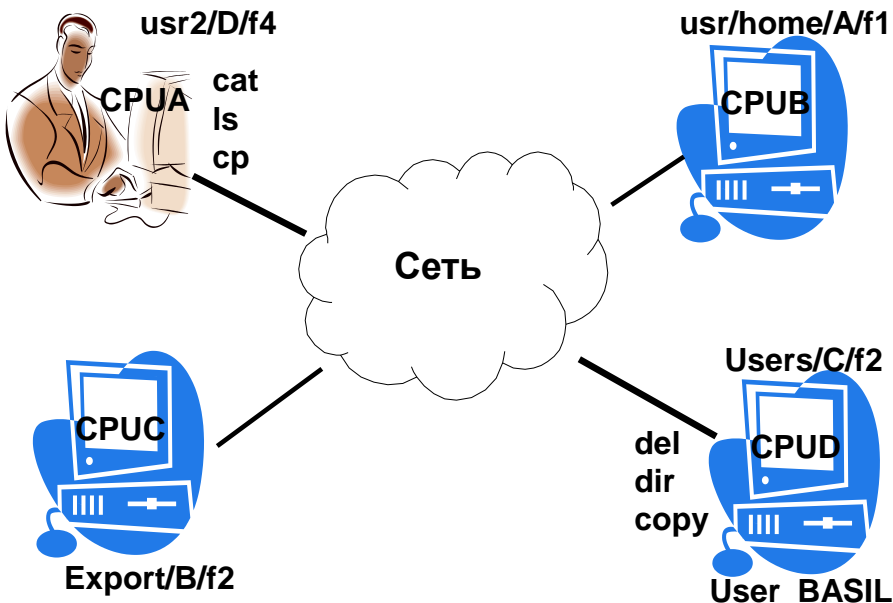 usr2/D/f4
usr/home/A/f1
CPUA
cat
ls
cp
CPUB
Сеть
Users/C/f2
CPUC
CPUD
del
dir
copy
Export/B/f2
User BASIL